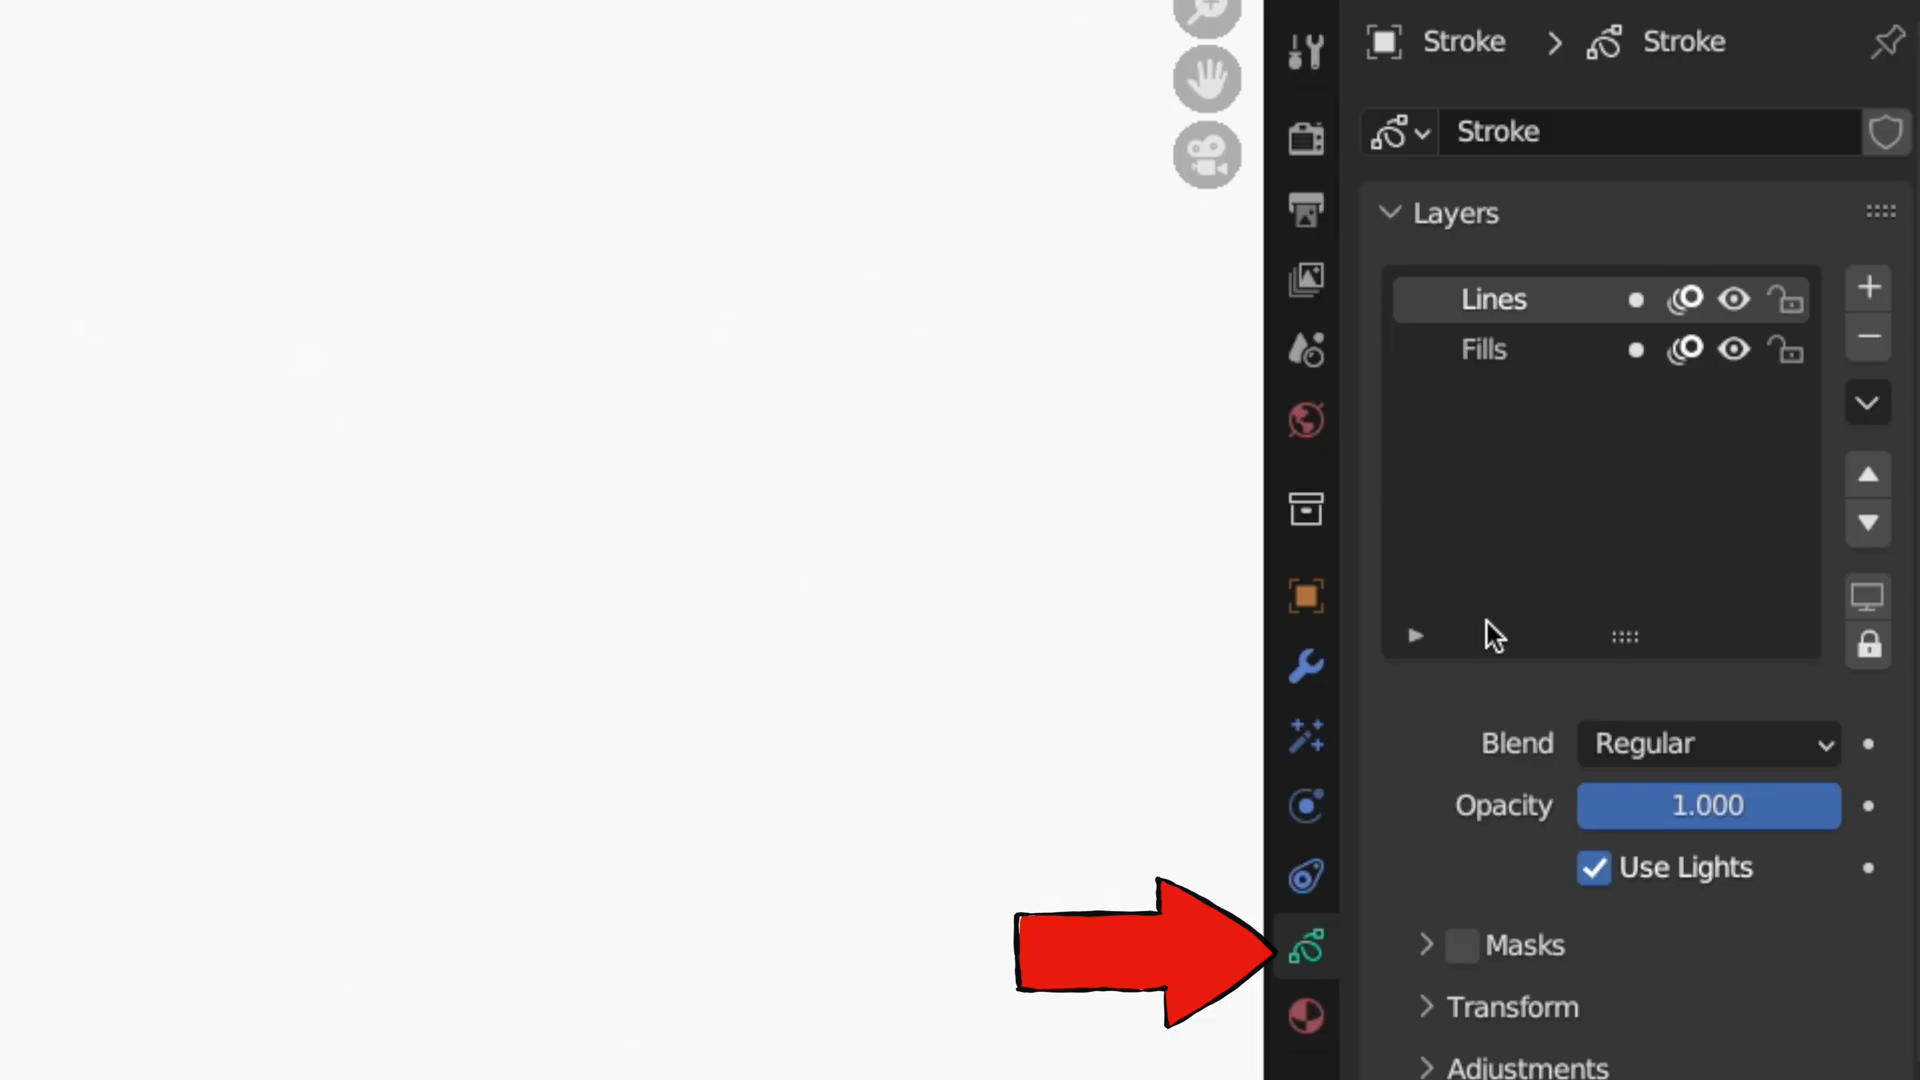 Stroke > Stroke
Stroke
Layers
Lines
Fills
Blend Regular
Opacity 1.000
Use Lights
Masks
Transform
Adjustments